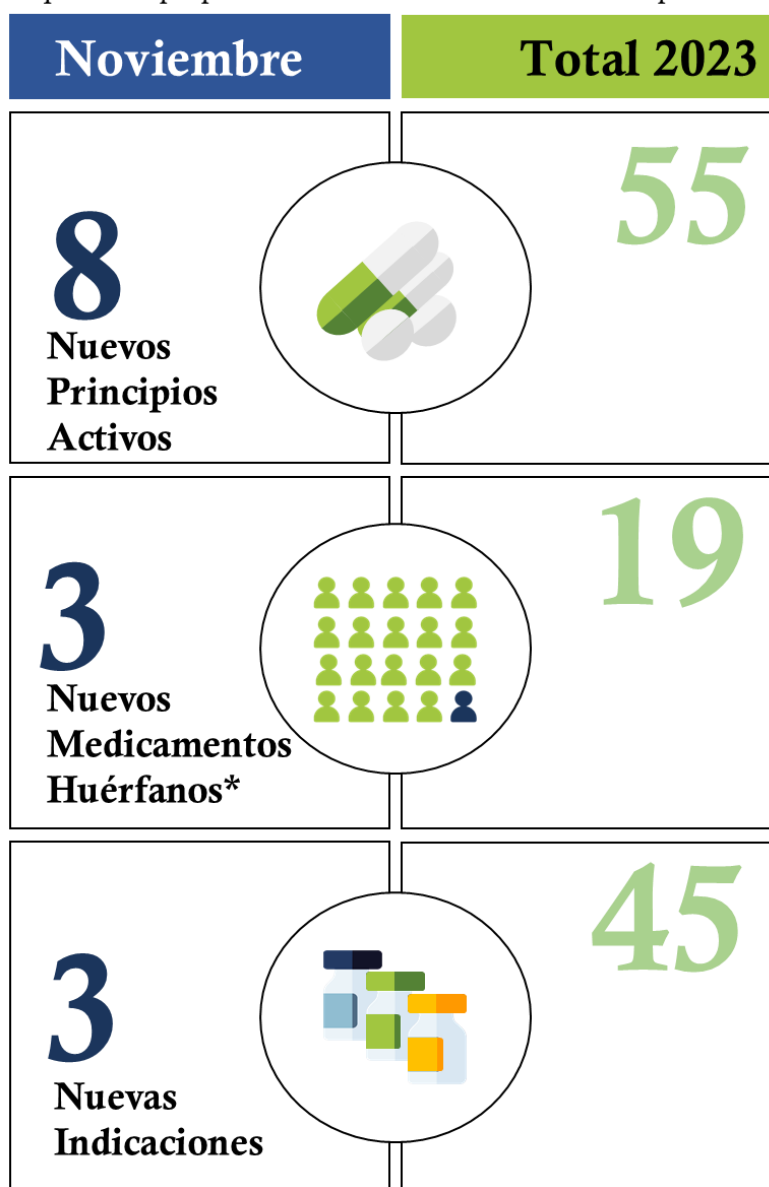 Noviembre
Total 2023
8
55
Nuevos
Principios
Activos
3
19
Nuevos
Medicamentos
Huérfanos*
3
45
Nuevas
Indicaciones